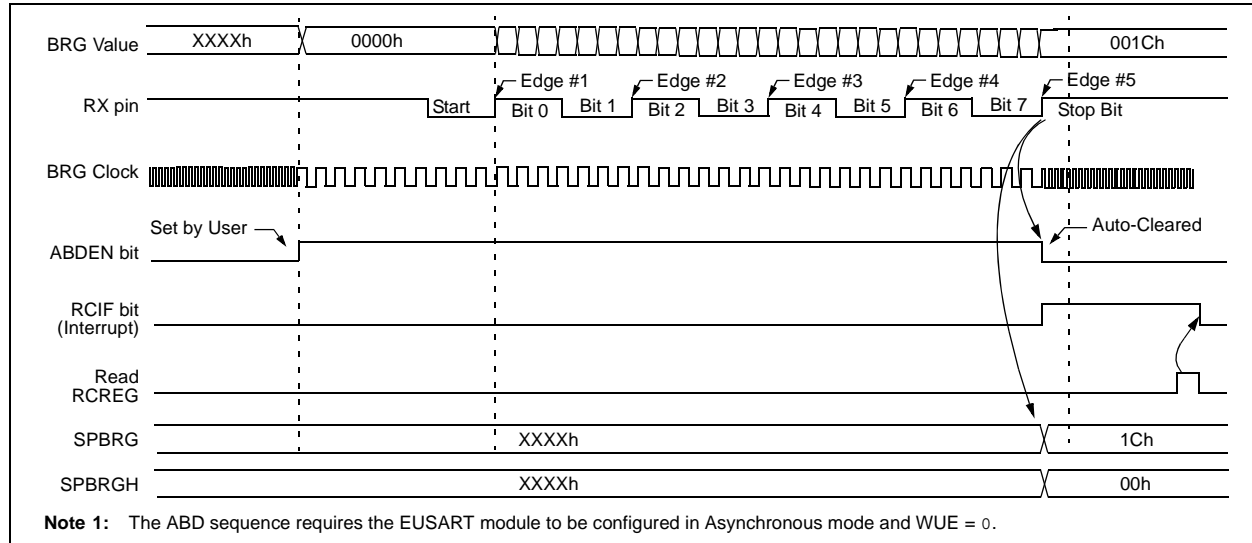 BRG Value
XXXXh
0000h
001Ch
RX pin
Start
Edge #1
Bit 0
Bit 1
Edge #2
Bit 2
Bit 3
Edge #3
Bit 4
Bit 5
Edge #4
Bit 6
Bit 7
Edge #5
Stop Bit
BRG Clock
Set by User
Auto-Cleared
ABDEN bit
RCIF bit
(Interrupt)
Read
RCREG
SPBRG
XXXXh
1Ch
SPBRGH
XXXXh
00h
Note 1: The ABD sequence requires the EUSART module to be configured in Asynchronous mode and WUE = 0.